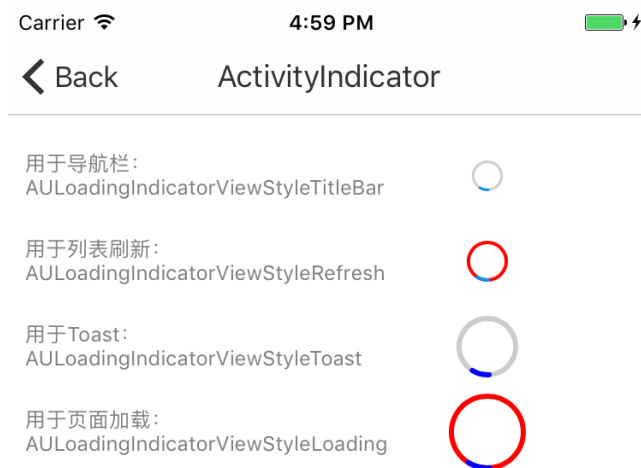 Carrier 4:59 PM
Back ActivityIndicator
用于导航栏：
AULoadingIndicatorViewStyleTitleBar
用于列表刷新：
AULoadingIndicatorViewStyleRefresh
用于Toast：
AULoadingIndicatorViewStyleToast
用于页面加载：
AULoadingIndicatorViewStyleLoading